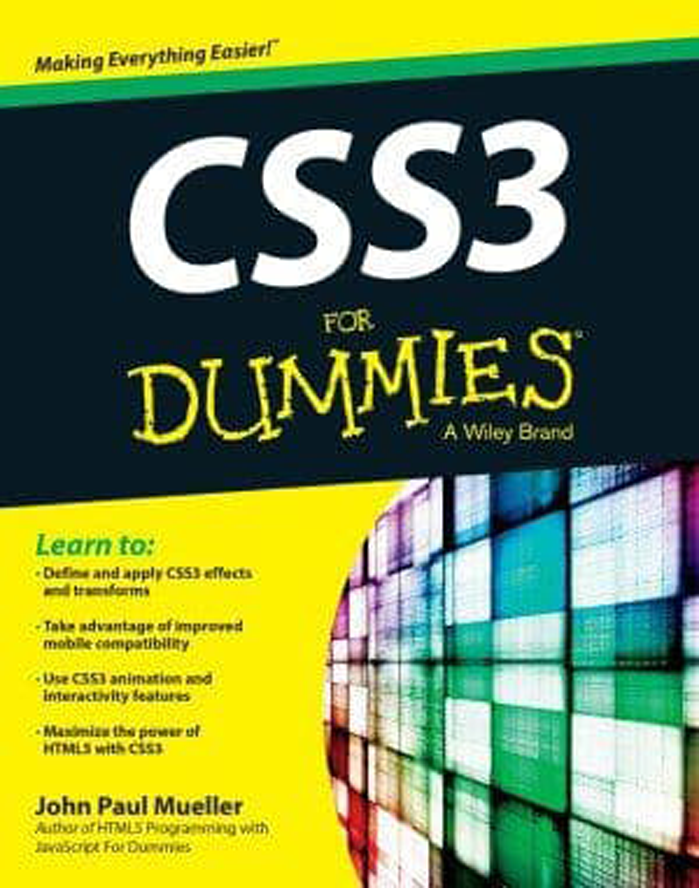 Making Everything Easier!™
CSS3
FOR
DUMMIES®
A Wiley Brand
Learn to:
• Define and apply CSS3 effects
and transforms
• Take advantage of improved
mobile compatibility
• Use CSS3 animation and
interactivity features
• Maximize the power of
HTML5 with CSS3
John Paul Mueller
Author of HTML5 Programming with
JavaScript For Dummies